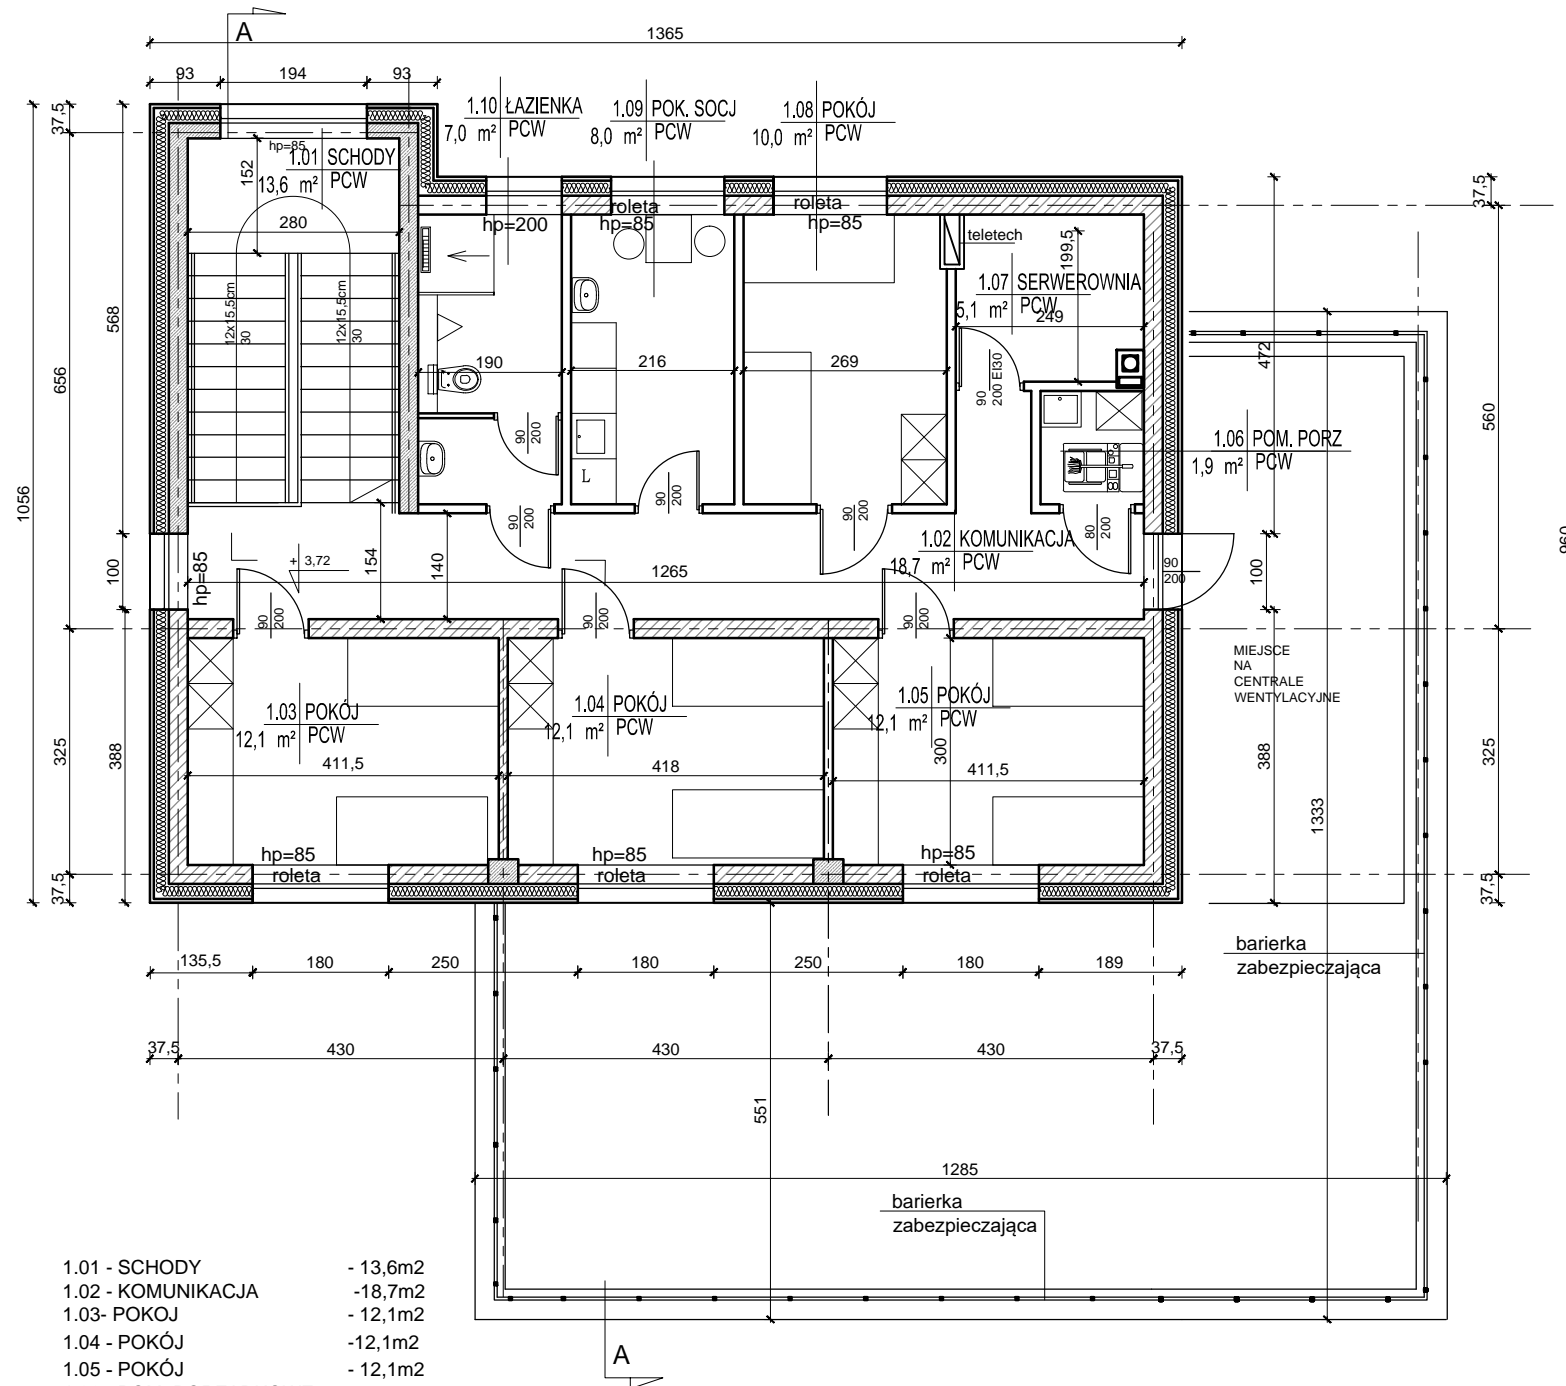 A
1365
93
194
93
37,5
1.10 ŁAZIENKA
7,0 m² PCW
1.09 POK. SOCJ
8,0 m² PCW
1.08 POKÓJ
10,0 m² PCW
hp=85
1.01 SCHODY
13,6 m² PCW
152
280
37,5
roleta
hp=200
hp=85
roleta
hp=85
teletech
199,5
1.07 SERWEROWNIA
5,1 m² PCW
249
12x15,5cm
30
12x15,5cm
30
568
656
472
560
190
216
269
90
200 EI30
1.06 POM. PORZ
1,9 m² PCW
90
200
L
90
200
90
200
90
200
80
200
1056
960
1.02 KOMUNIKACJA
18,7 m² PCW
100
hp=85
+ 3,72
154
140
1265
90
200
100
90
200
90
200
90
200
MIEJSCE
NA
CENTRALE
WENTYLACYJNE
1.03 POKÓJ
12,1 m² PCW
1.04 POKÓJ
12,1 m² PCW
1.05 POKÓJ
12,1 m² PCW
325
388
411,5
418
300
411,5
388
325
1333
hp=85
roleta
hp=85
roleta
hp=85
roleta
37,5
37,5
barierka
zabezpieczająca
135,5
180
250
180
250
180
189
37,5
430
430
430
37,5
551
1285
barierka
zabezpieczająca
1.01 - SCHODY - 13,6m2
1.02 - KOMUNIKACJA -18,7m2
1.03- POKOJ - 12,1m2
1.04 - POKÓJ -12,1m2
1.05 - POKÓJ - 12,1m2
A